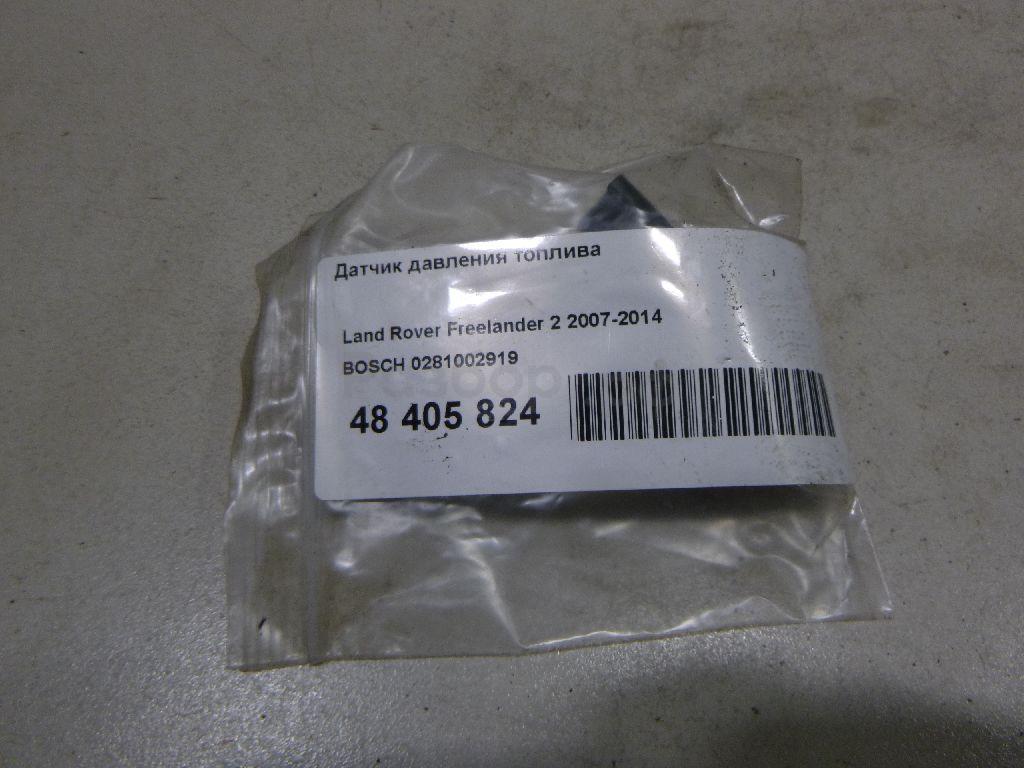 Датчик давления топлива
Land Rover Freelander 2 2007-2014
BOSCH 0281002919
48 405 824